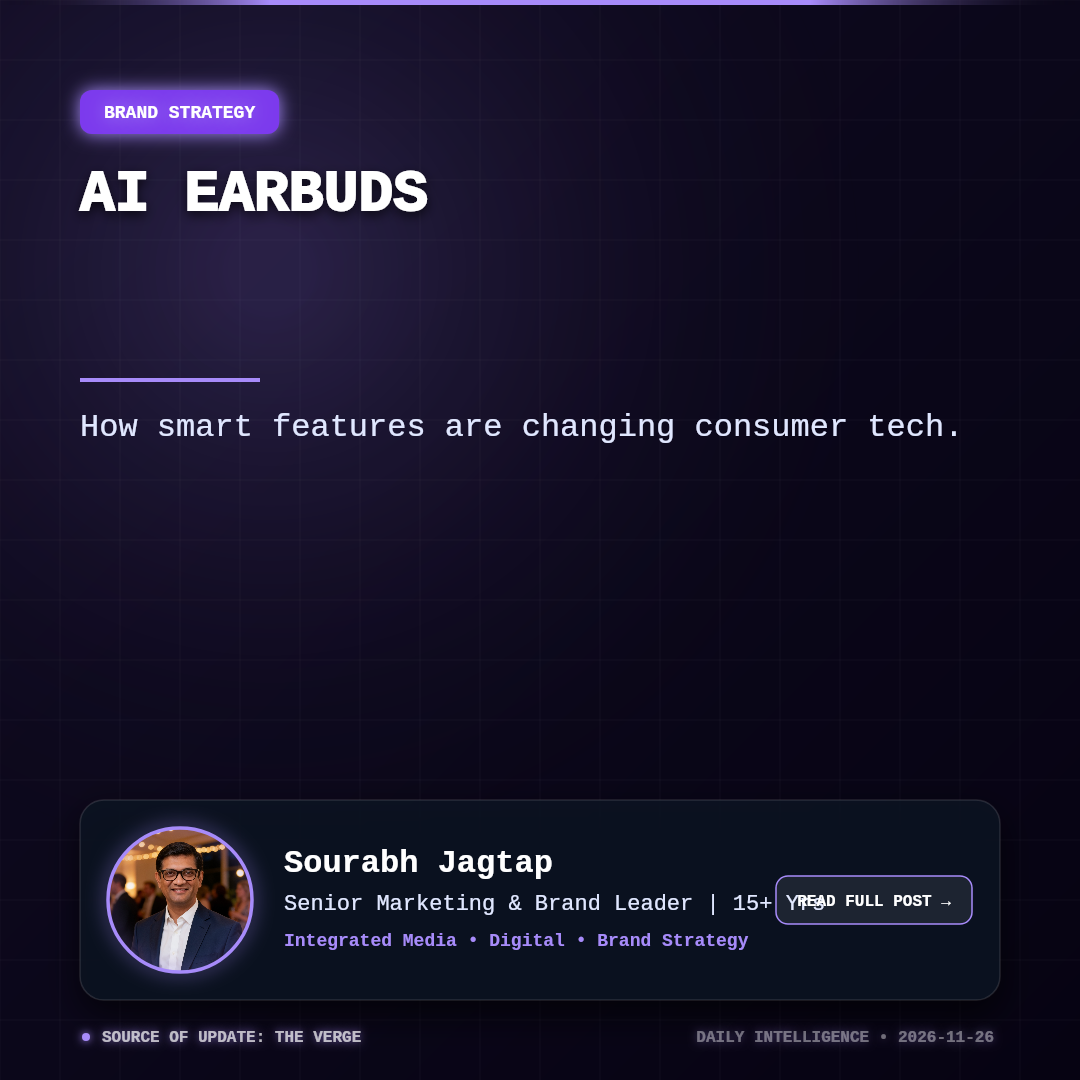 BRAND STRATEGY
AI EARBUDS
How smart features are changing consumer tech.
Sourabh Jagtap
Senior Marketing & Brand Leader | 15+ Yrs
READ FULL POST →
Integrated Media • Digital • Brand Strategy
SOURCE OF UPDATE: THE VERGE
DAILY INTELLIGENCE • 2026-11-26